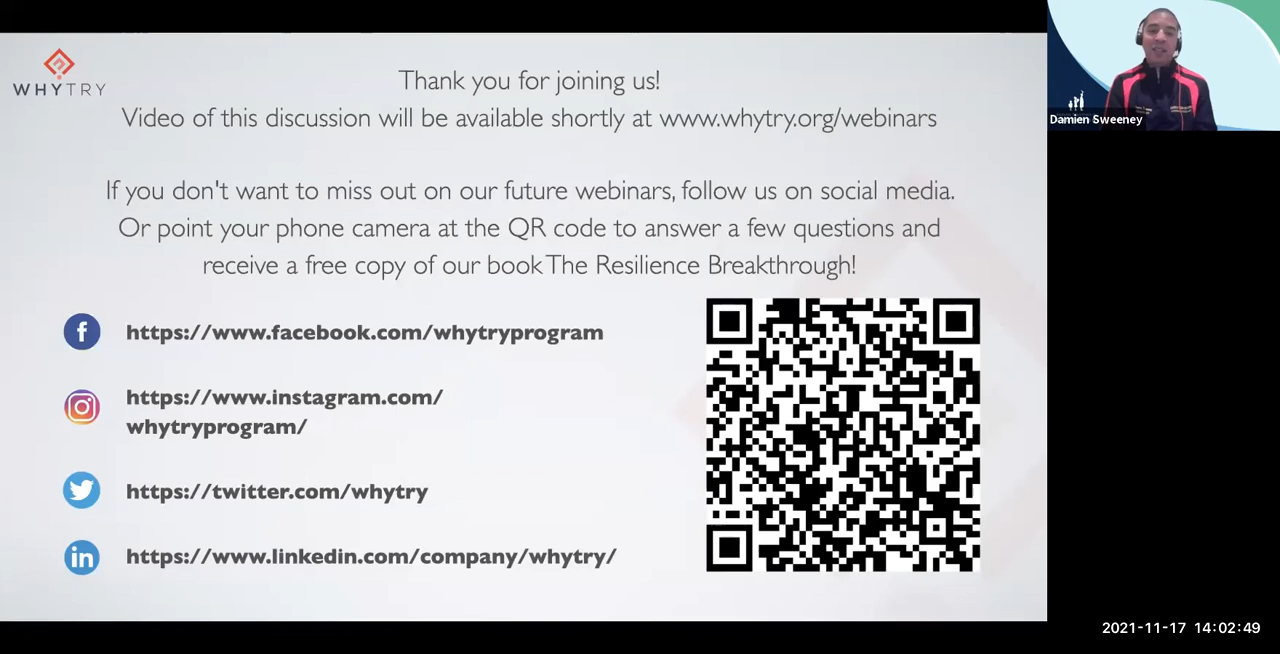 WHYTRY
Thank you for joining us!
Video of this discussion will be available shortly at www.whytry.org/webinars
If you don't want to miss out on our future webinars, follow us on social media.
Or point your phone camera at the QR code to answer a few questions and
receive a free copy of our book The Resilience Breakthrough!
https://www.facebook.com/whytryprogram
https://www.instagram.com/
whytryprogram/
https://twitter.com/whytry
https://www.linkedin.com/company/whytry/
Damien Sweeney
2021-11-17 14:02:49